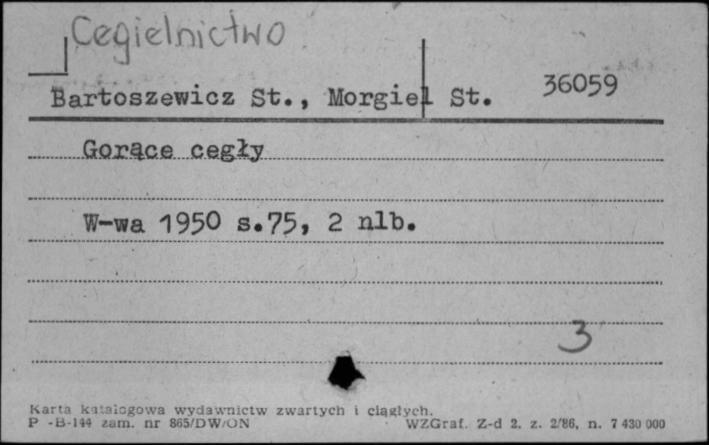 Cegielnictwo
Bartoszewicz St., Morgiel St. 36059
Gorące cegły
W-wa 1950 s.75, 2 nlb.
3
Karta katalogowa wydawnictw zwartych i ciągłych.
P -B-144 zam. nr 865/DW/ON WZGraf. Z-d 2. z. 2/86, n. 7 430 000